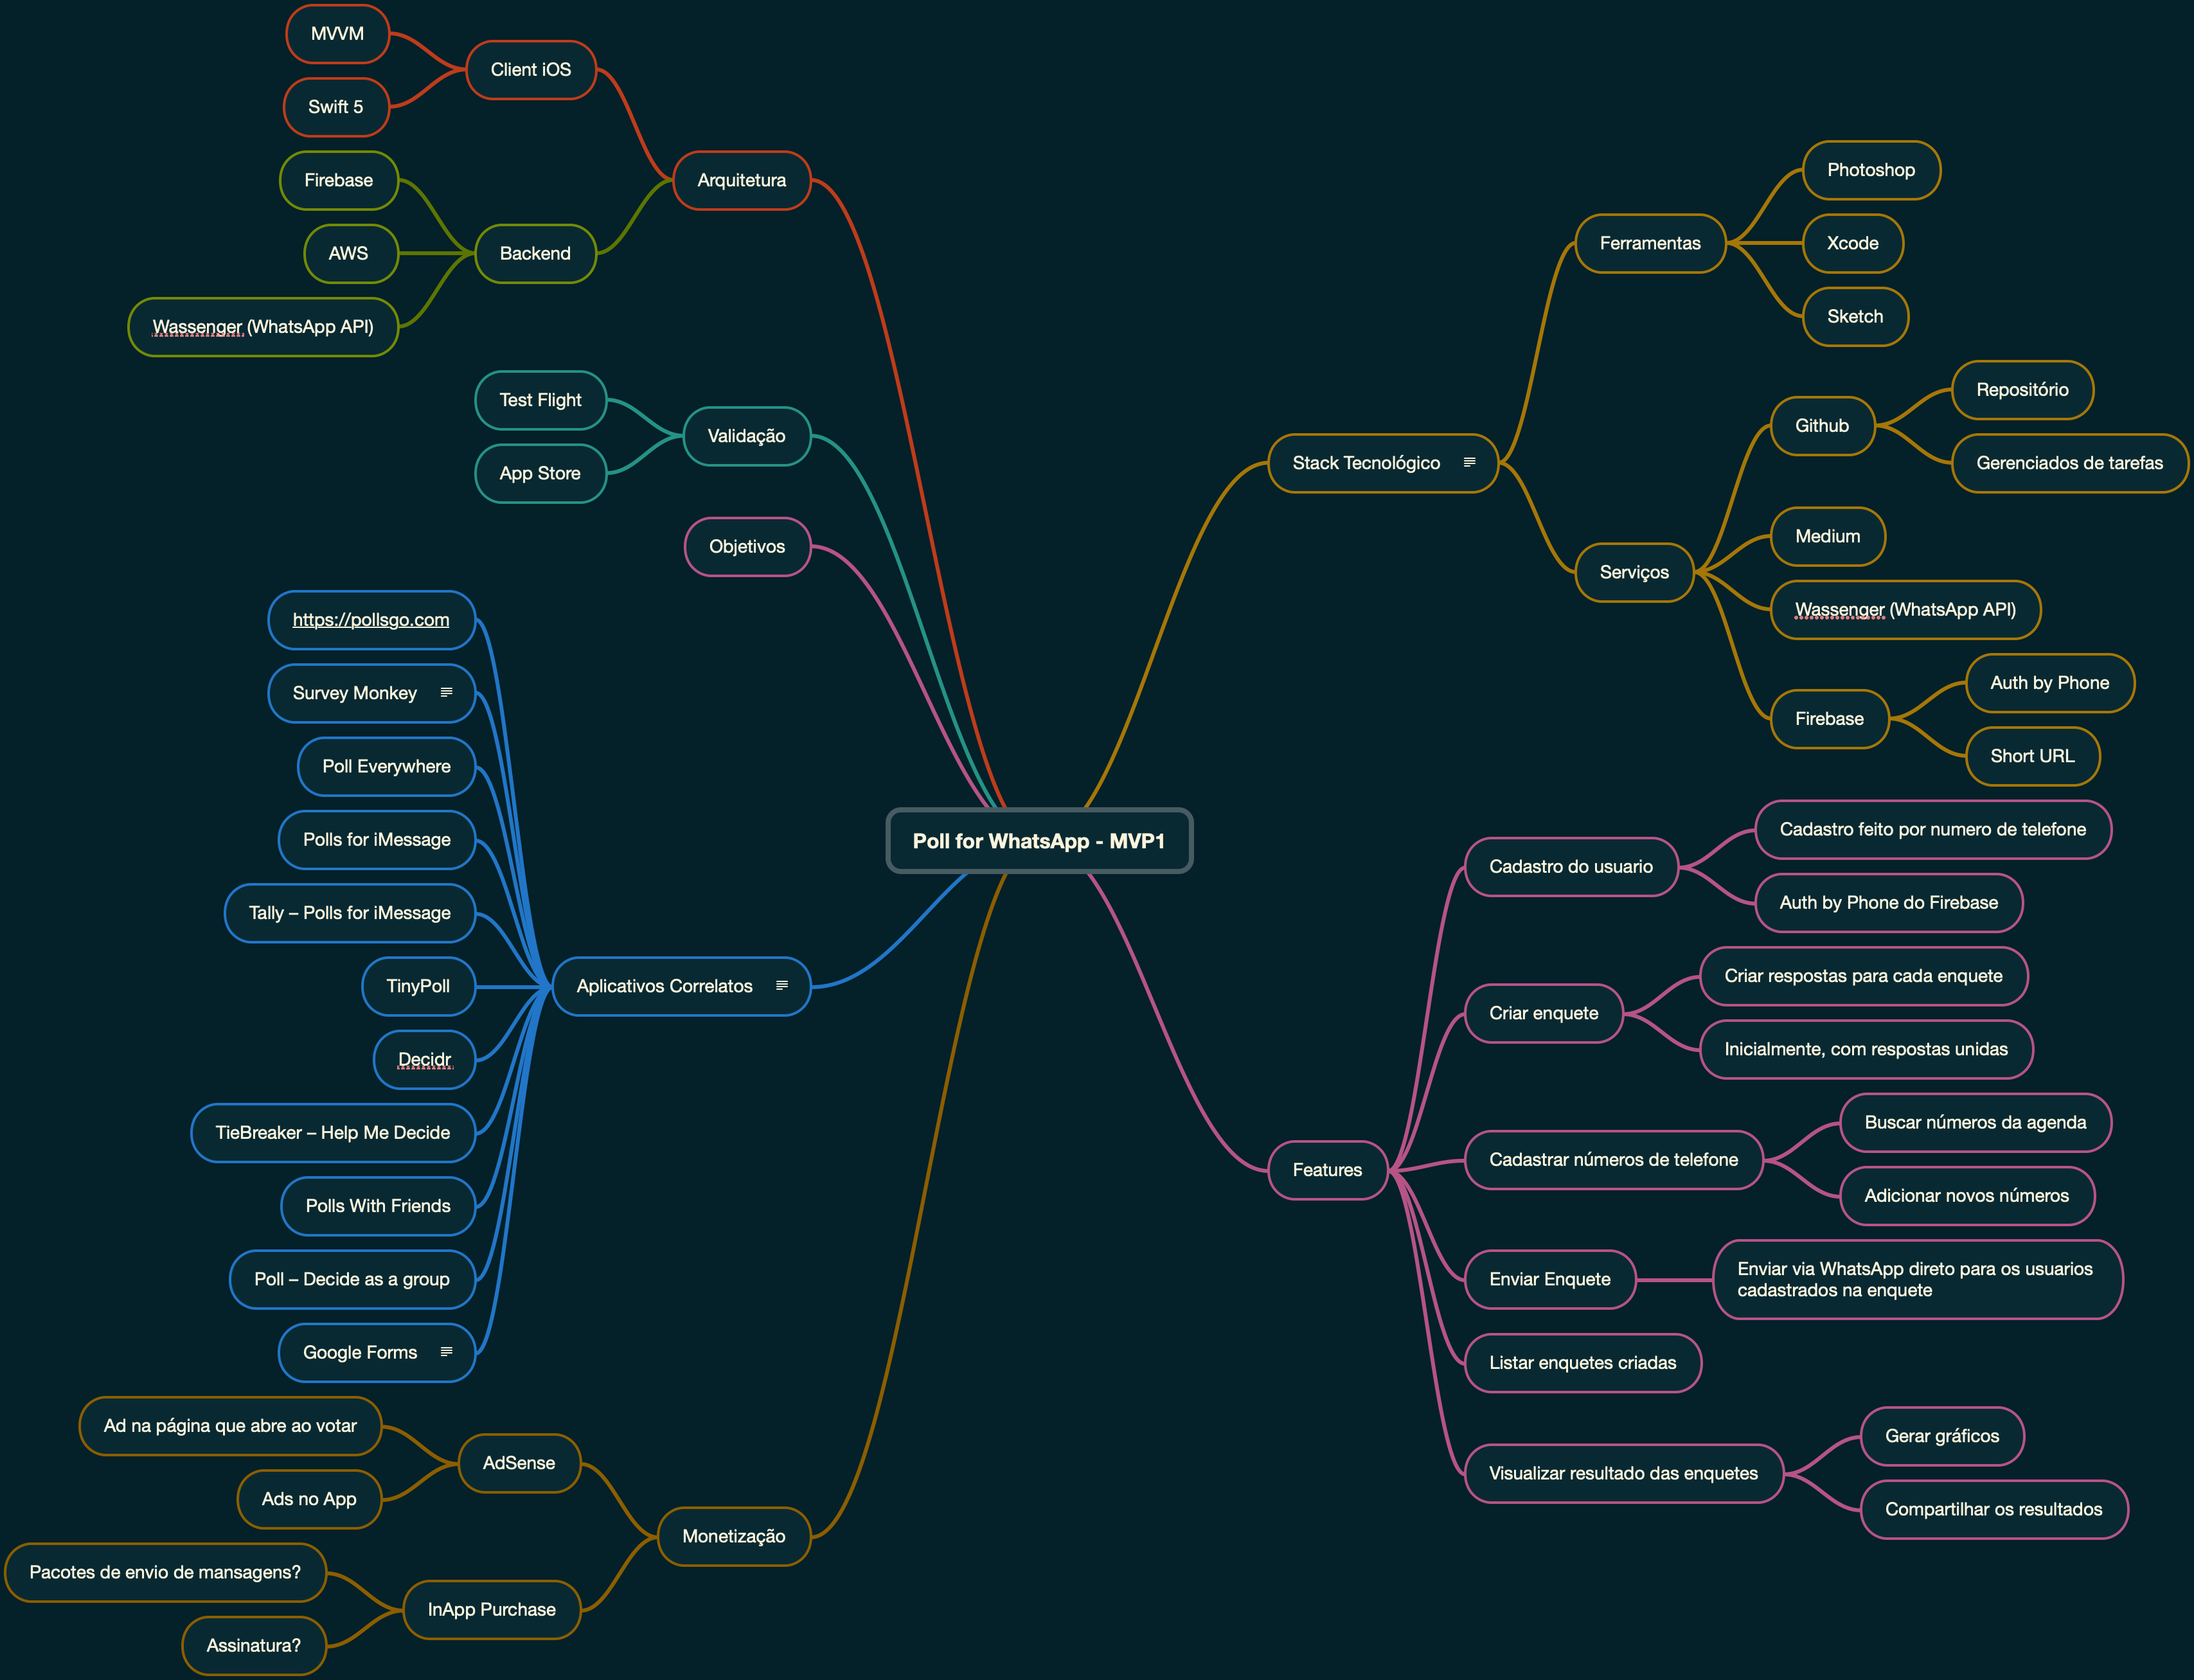 MVVM
Client iOS
Swift 5
Firebase
Arquitetura
AWS
Backend
Wassenger (WhatsApp API)
Test Flight
Validação
App Store
Objetivos
https://pollsgo.com
Survey Monkey
Poll Everywhere
Polls for iMessage
Tally – Polls for iMessage
TinyPoll
Aplicativos Correlatos
Decidr
TieBreaker – Help Me Decide
Polls With Friends
Poll – Decide as a group
Google Forms
Ad na página que abre ao votar
AdSense
Ads no App
Monetização
Pacotes de envio de mansagens?
InApp Purchase
Assinatura?
Poll for WhatsApp - MVP1
Stack Tecnológico
Ferramentas
Photoshop
Xcode
Sketch
Serviços
Github
Repositório
Gerenciados de tarefas
Medium
Wassenger (WhatsApp API)
Firebase
Auth by Phone
Short URL
Features
Cadastro do usuario
Cadastro feito por numero de telefone
Auth by Phone do Firebase
Criar enquete
Criar respostas para cada enquete
Inicialmente, com respostas unidas
Cadastrar números de telefone
Buscar números da agenda
Adicionar novos números
Enviar Enquete
Enviar via WhatsApp direto para os usuarios
cadastrados na enquete
Listar enquetes criadas
Visualizar resultado das enquetes
Gerar gráficos
Compartilhar os resultados